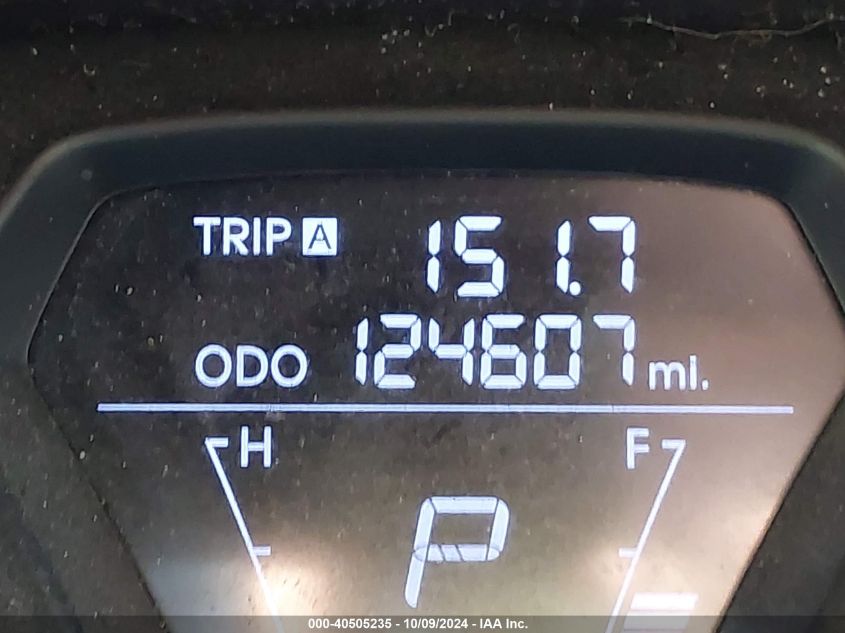 TRIP A 151.7
ODO 124607 mi.
H F
P
000-40505235 - 10/09/2024 - IAA Inc.